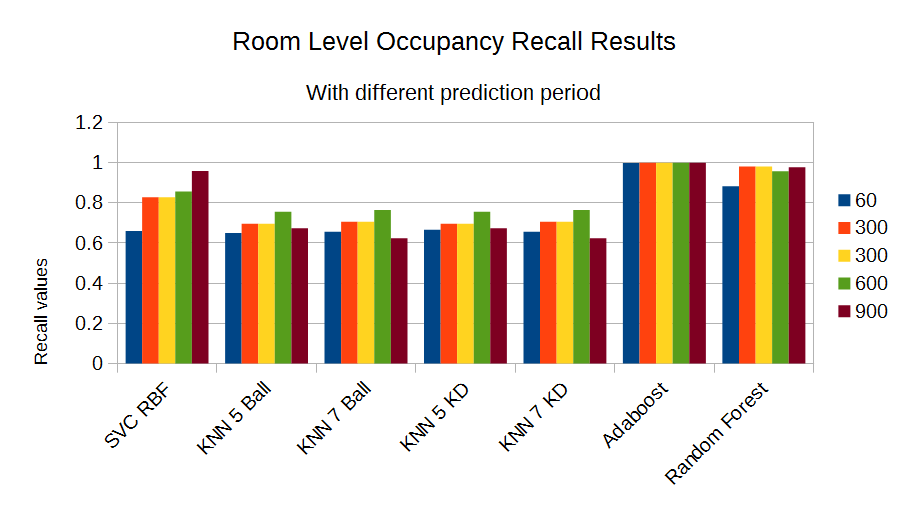 Room Level Occupancy Recall Results
With different prediction period
Recall values
1.2
1
0.8
0.6
0.4
0.2
0
SVC RBF
KNN 5 Ball
KNN 7 Ball
KNN 5 KD
KNN 7 KD
Adaboost
Random Forest
60
300
300
600
900